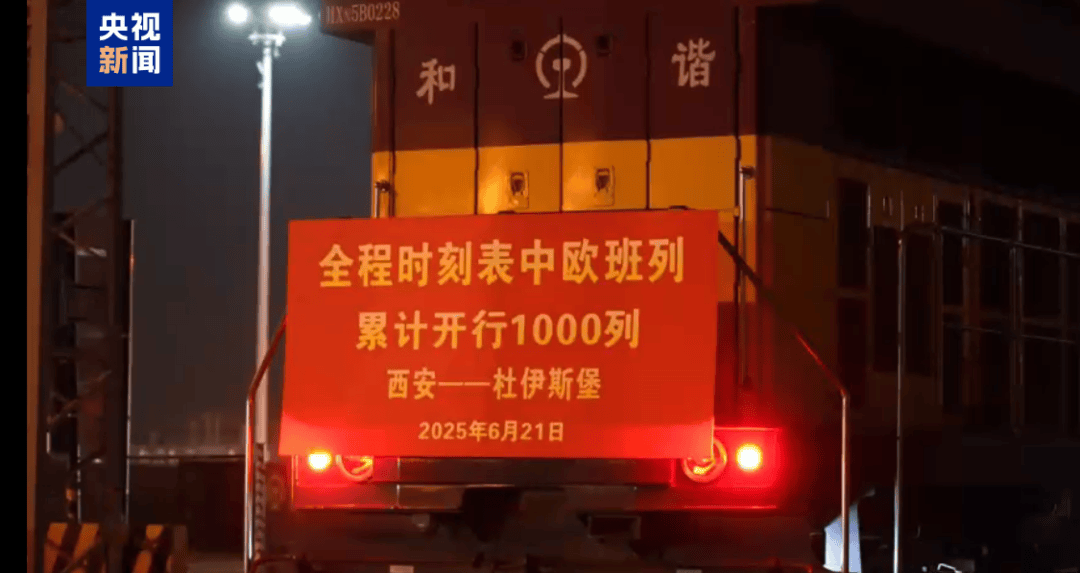 央视
新闻
HXN5B0228
和 谐
全程时刻表中欧班列
累计开行1000列
西安——杜伊斯堡
2025年6月21日